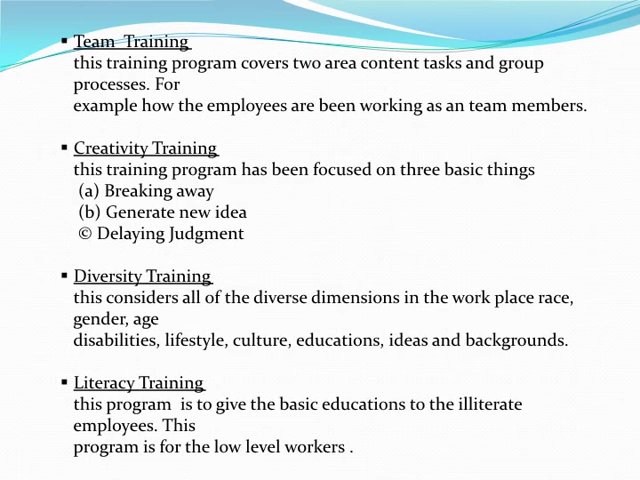 ▪ Team  Training
this training program covers two area content tasks and group
processes. For
example how the employees are been working as an team members.
▪ Creativity Training
this training program has been focused on three basic things
(a) Breaking away
(b) Generate new idea
© Delaying Judgment
▪ Diversity Training
this considers all of the diverse dimensions in the work place race,
gender, age
disabilities, lifestyle, culture, educations, ideas and backgrounds.
▪ Literacy Training
this program  is to give the basic educations to the illiterate
employees. This
program is for the low level workers .